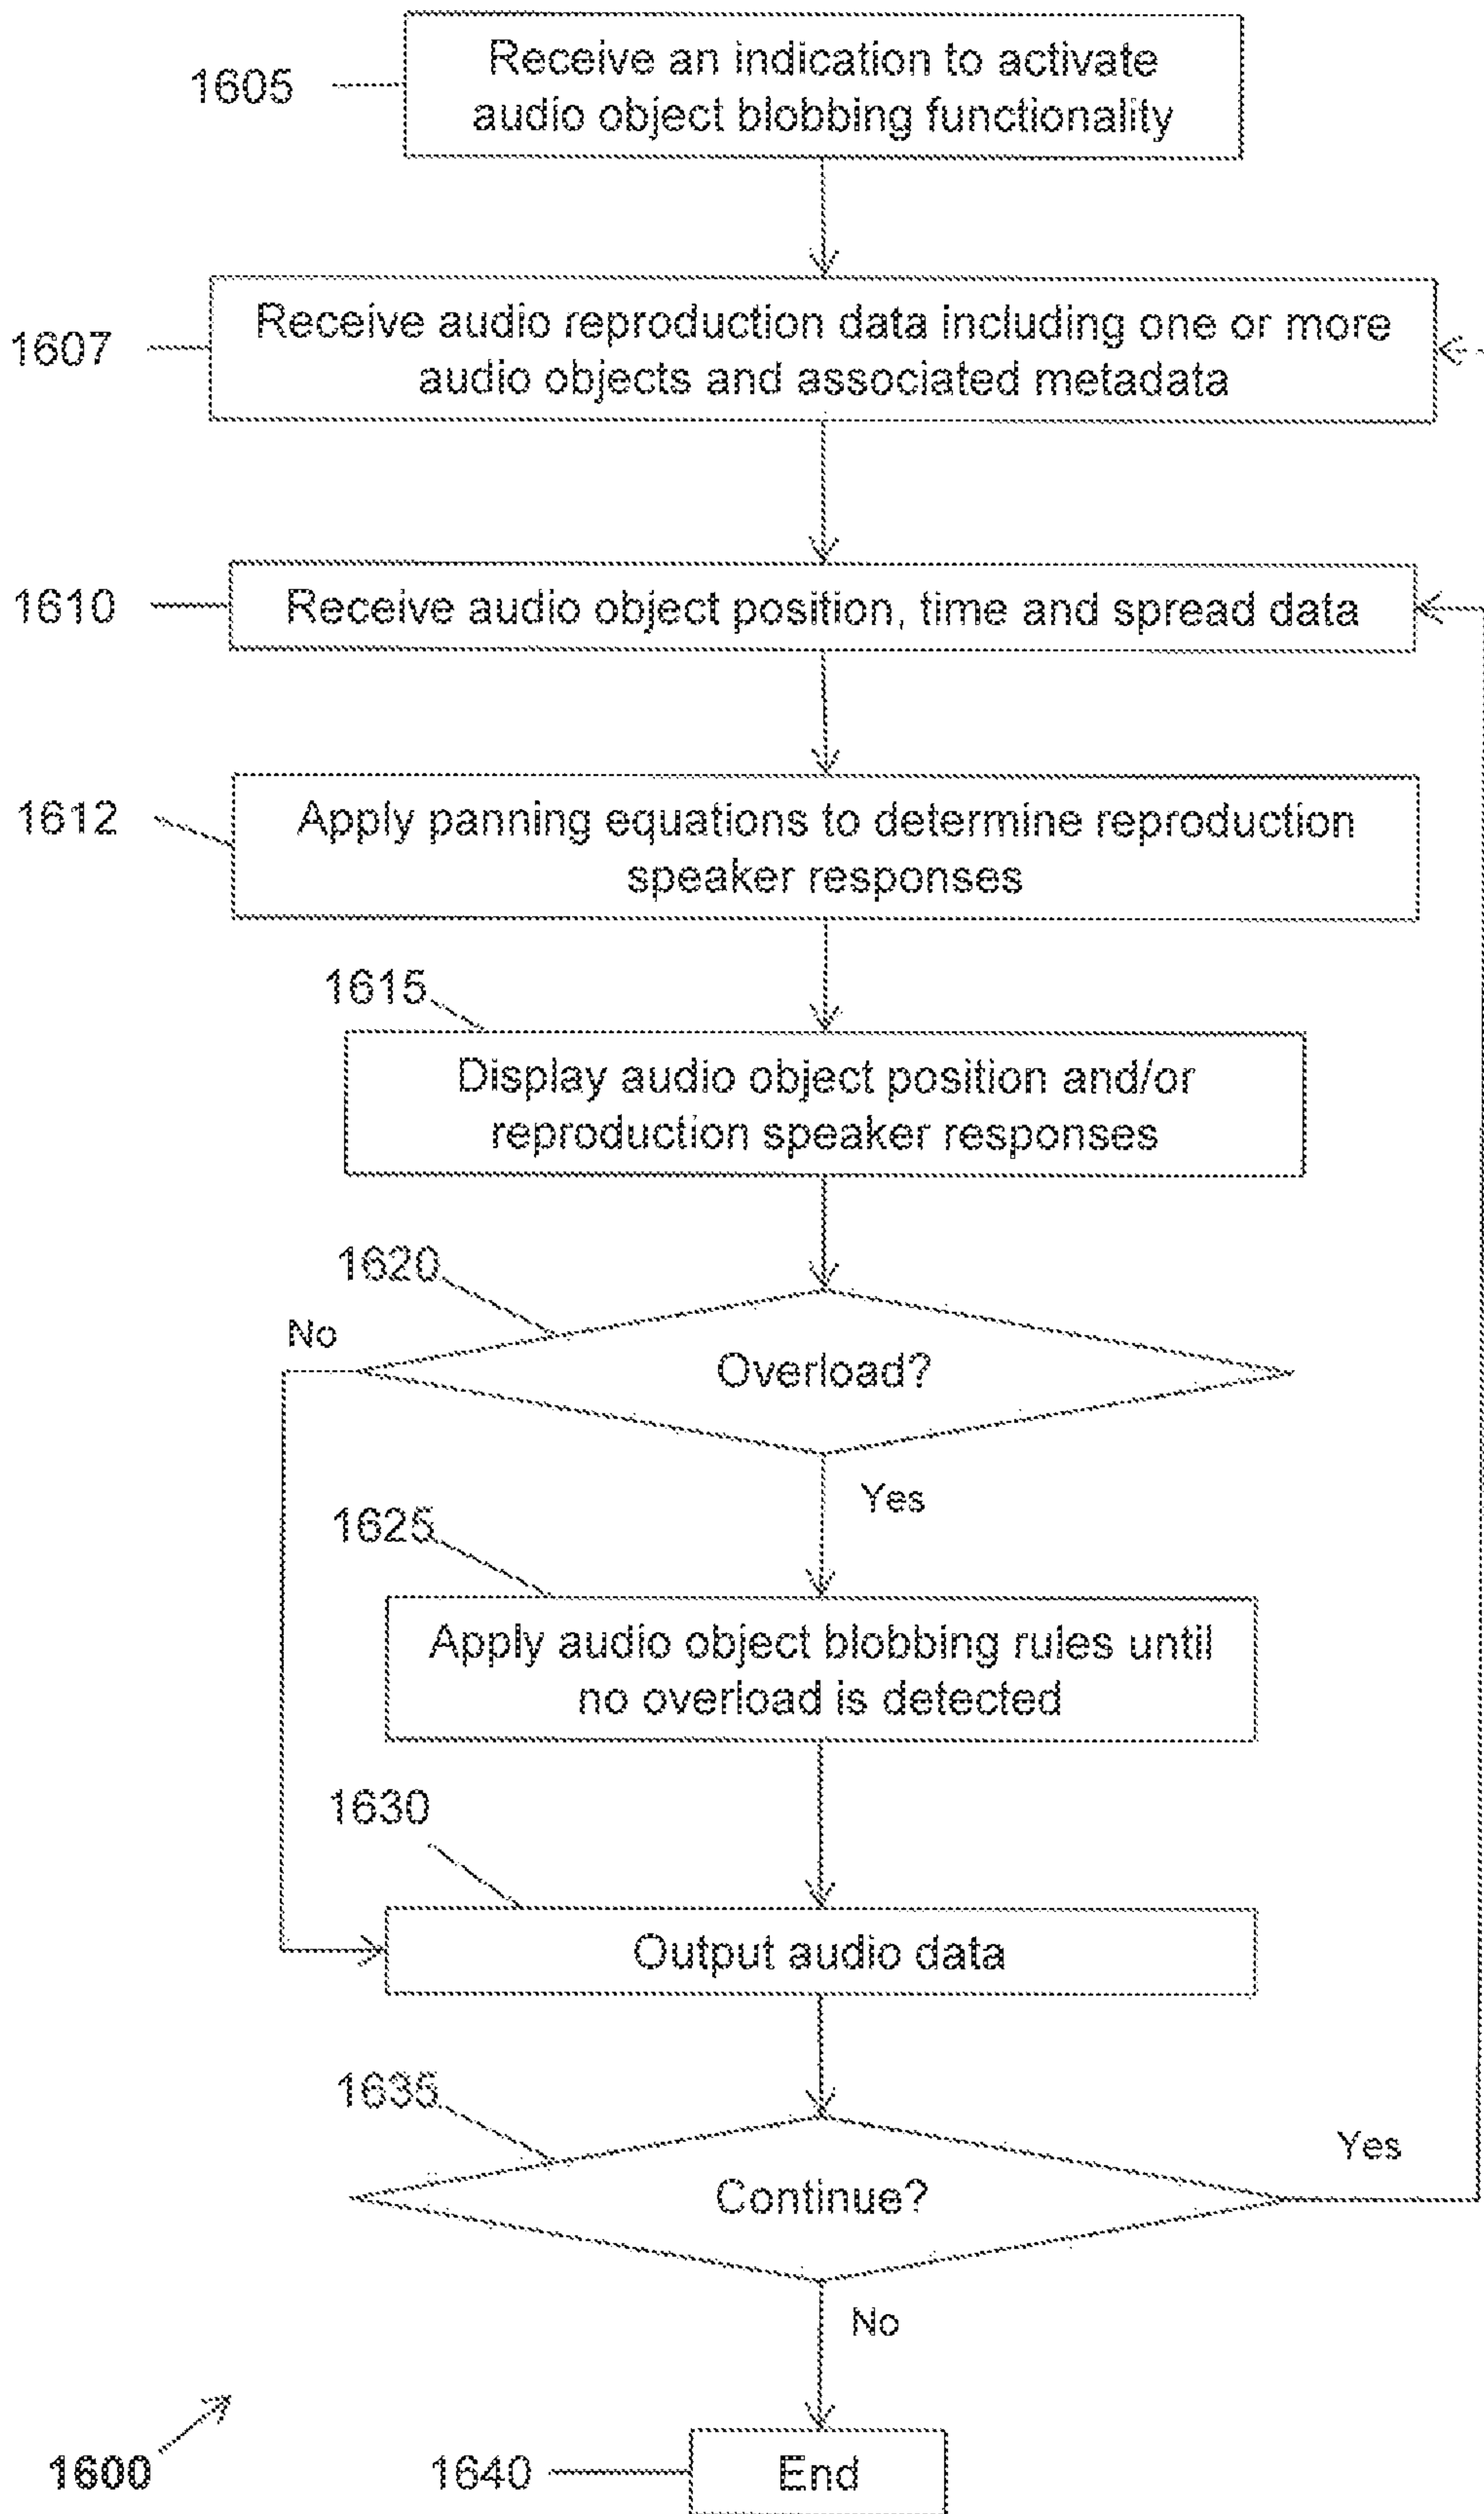 1605
Receive an indication to activate
audio object blobbing functionality
1607
Receive audio reproduction data including one or more
audio objects and associated metadata
1610
Receive audio object position, time and spread data
1612
Apply panning equations to determine reproduction
speaker responses
1615
Display audio object position and/or
reproduction speaker responses
1620
No
Overload?
Yes
1625
Apply audio object blobbing rules until
no overload is detected
1630
Output audio data
1635
Yes
Continue?
No
1600
1640
End